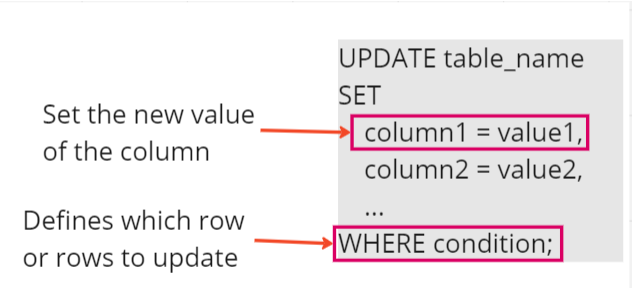 UPDATE table_name
SET
Set the new value
of the column
column1 = value1,
column2 = value2,
...
Defines which row
or rows to update
WHERE condition;